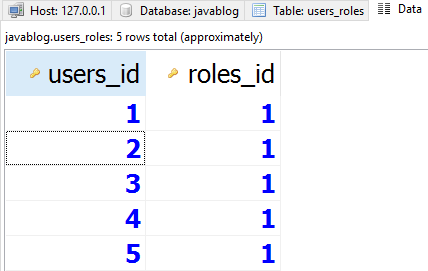 Host: 127.0.0.1 Database: javablog Table: users_roles Data
javablog.users_roles: 5 rows total (approximately)
users_id roles_id
1 1
2 1
3 1
4 1
5 1